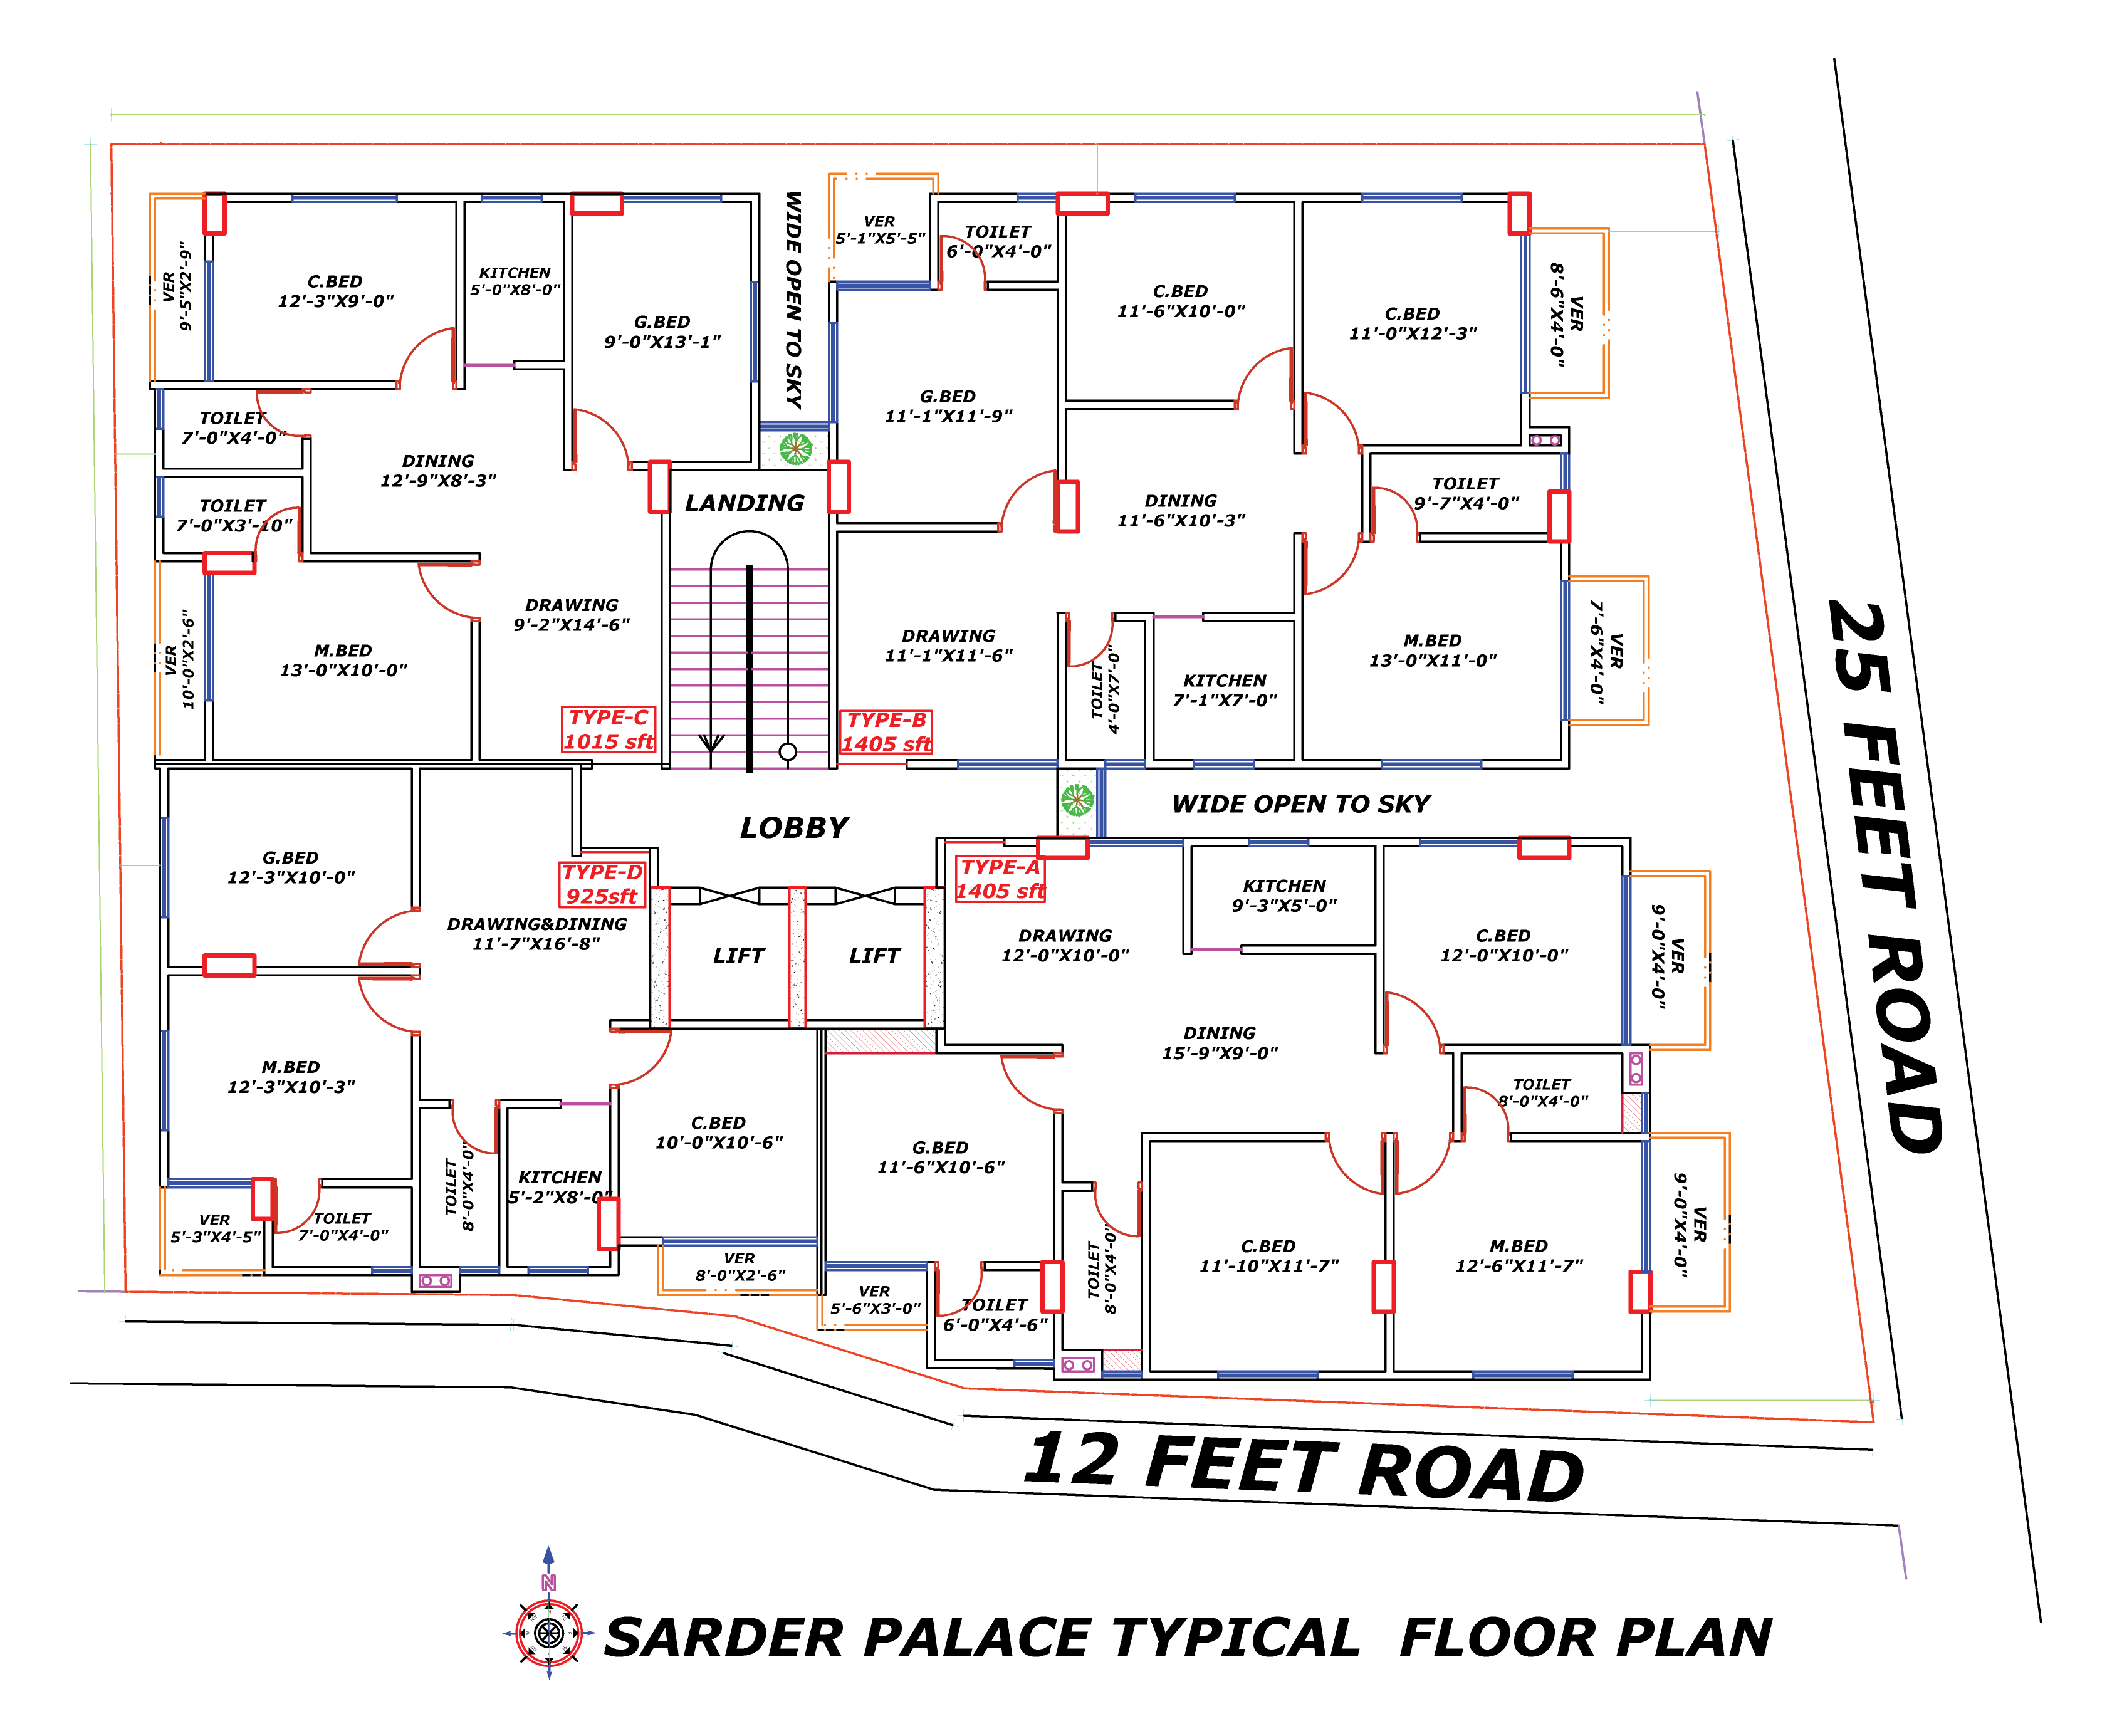 VER
9'-5"X2'-9"
C.BED
12'-3"X9'-0"
KITCHEN
5'-0"X8'-0"
G.BED
9'-0"X13'-1"
WIDE OPEN TO SKY
VER
5'-1"X5'-5"
TOILET
6'-0"X4'-0"
C.BED
11'-6"X10'-0"
C.BED
11'-0"X12'-3"
VER
8'-6"X4'-0"
TOILET
7'-0"X4'-0"
DINING
12'-9"X8'-3"
G.BED
11'-1"X11'-9"
TOILET
7'-0"X3'-10"
LANDING
DINING
11'-6"X10'-3"
TOILET
9'-7"X4'-0"
VER
10'-0"X2'-6"
M.BED
13'-0"X10'-0"
DRAWING
9'-2"X14'-6"
DRAWING
11'-1"X11'-6"
TOILET
4'-0"X7'-0"
KITCHEN
7'-1"X7'-0"
M.BED
13'-0"X11'-0"
VER
7'-6"X4'-0"
TYPE-C
1015 sft
TYPE-B
1405 sft
LOBBY
WIDE OPEN TO SKY
25 FEET ROAD
G.BED
12'-3"X10'-0"
TYPE-D
925sft
TYPE-A
1405 sft
DRAWING&DINING
11'-7"X16'-8"
LIFT
LIFT
DRAWING
12'-0"X10'-0"
KITCHEN
9'-3"X5'-0"
C.BED
12'-0"X10'-0"
VER
9'-0"X4'-0"
M.BED
12'-3"X10'-3"
DINING
15'-9"X9'-0"
TOILET
8'-0"X4'-0"
C.BED
10'-0"X10'-6"
G.BED
11'-6"X10'-6"
TOILET
8'-0"X4'-0"
KITCHEN
5'-2"X8'-0"
VER
5'-3"X4'-5"
TOILET
7'-0"X4'-0"
VER
8'-0"X2'-6"
VER
5'-6"X3'-0"
TOILET
6'-0"X4'-6"
TOILET
8'-0"X4'-0"
C.BED
11'-10"X11'-7"
M.BED
12'-6"X11'-7"
VER
9'-0"X4'-0"
12 FEET ROAD
N
SARDER PALACE TYPICAL FLOOR PLAN